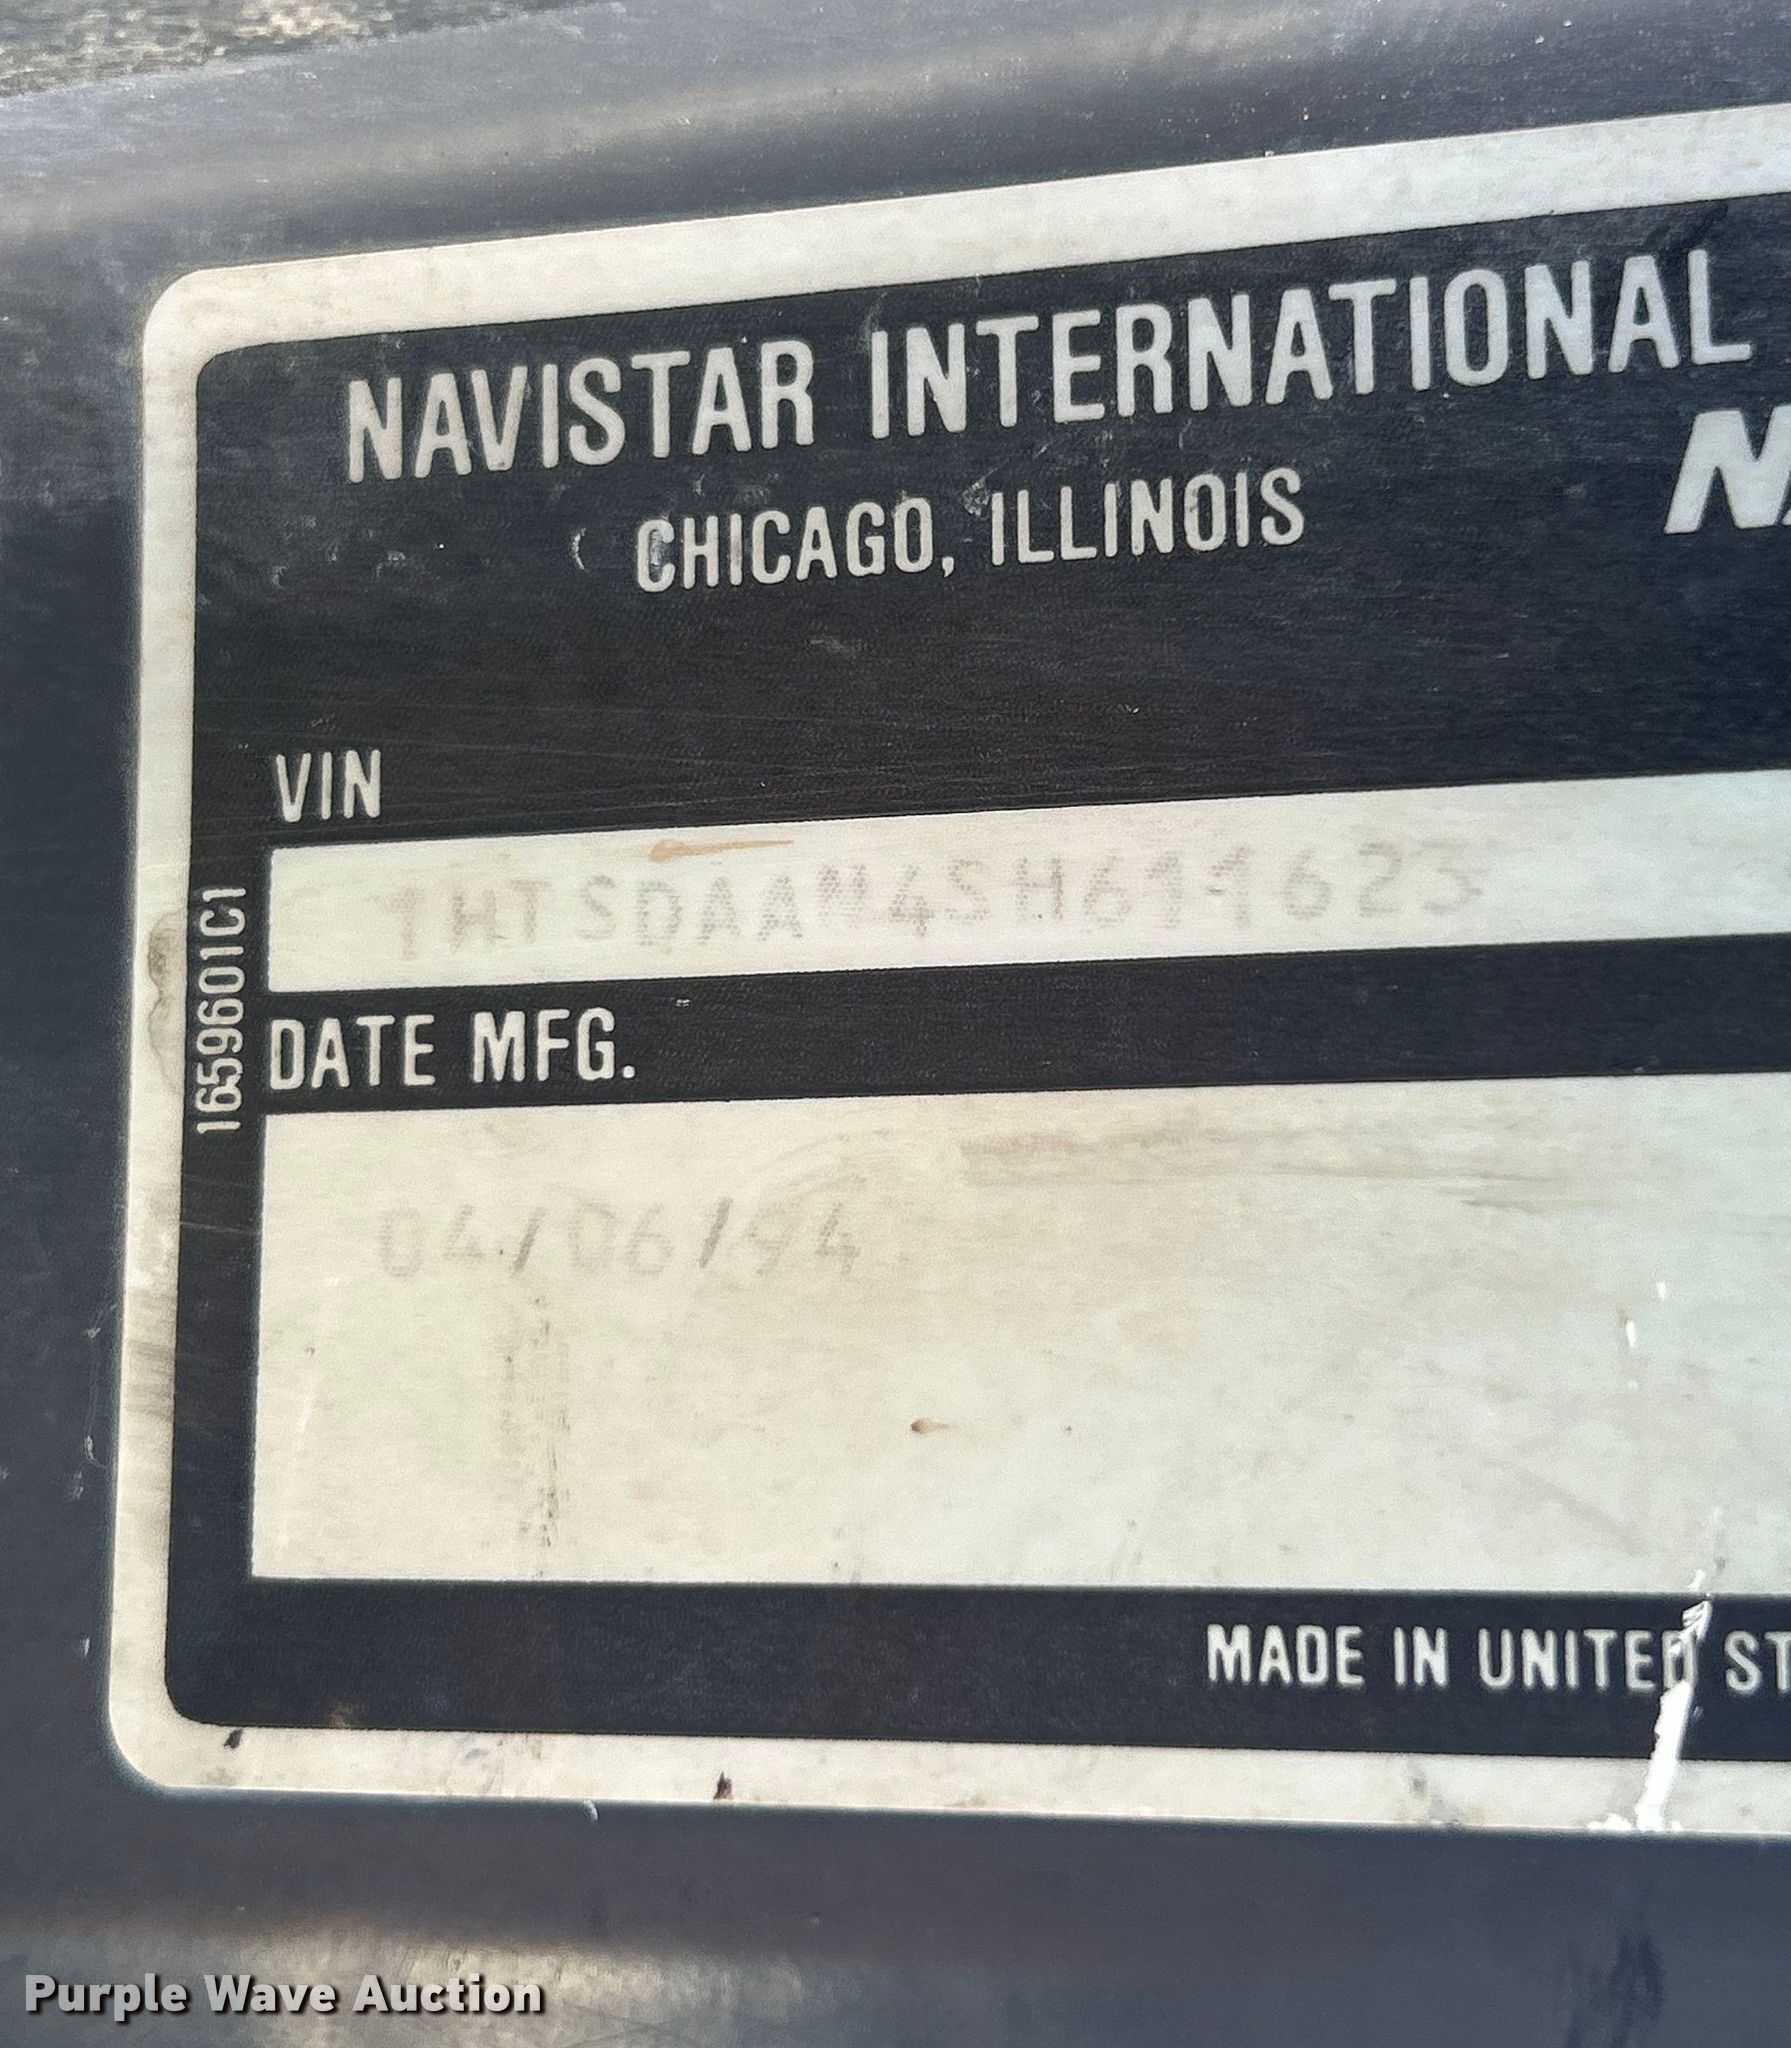 NAVISTAR INTERNATIONAL
NA
CHICAGO, ILLINOIS
VIN
1HTSDAAN4SH611623
1659601C1
DATE MFG.
04/06/94
MADE IN UNITED ST
Purple Wave Auction